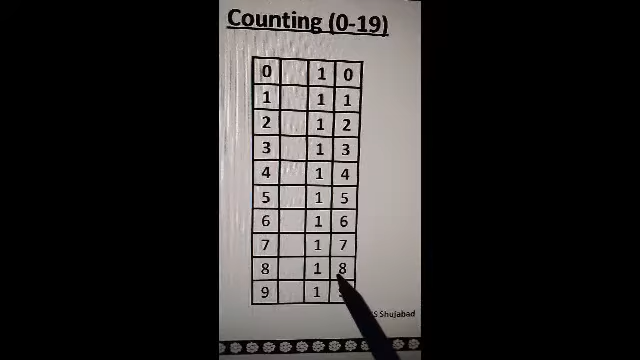 Counting (0-19)
0 1 0
1 1 1
2 1 2
3 1 3
4 1 4
5 1 5
6 1 6
7 1 7
8 1 8
9 1
Shujabad